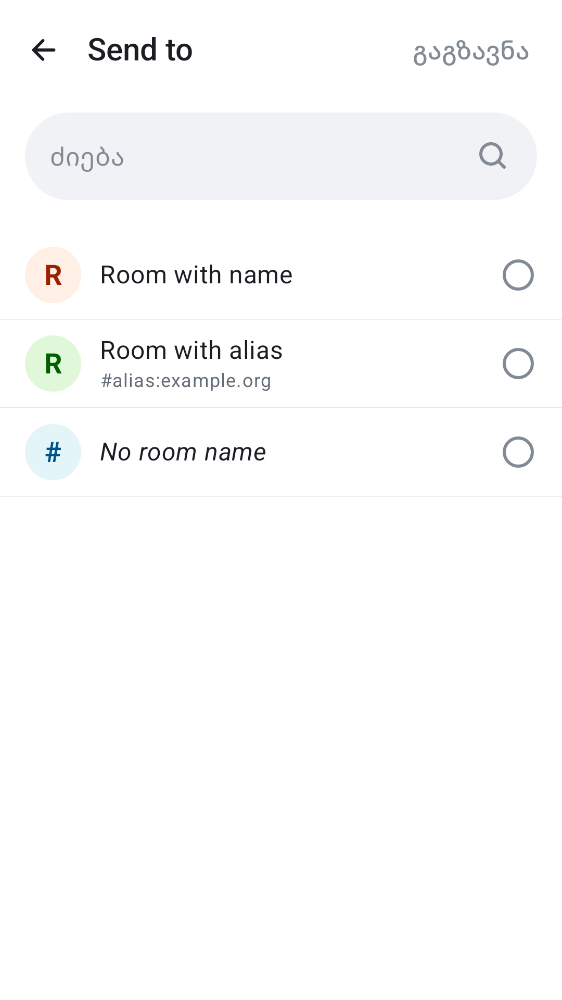 Send to
გაგზავნა
ძიება
R
Room with name
R
Room with alias
#alias:example.org
#
No room name